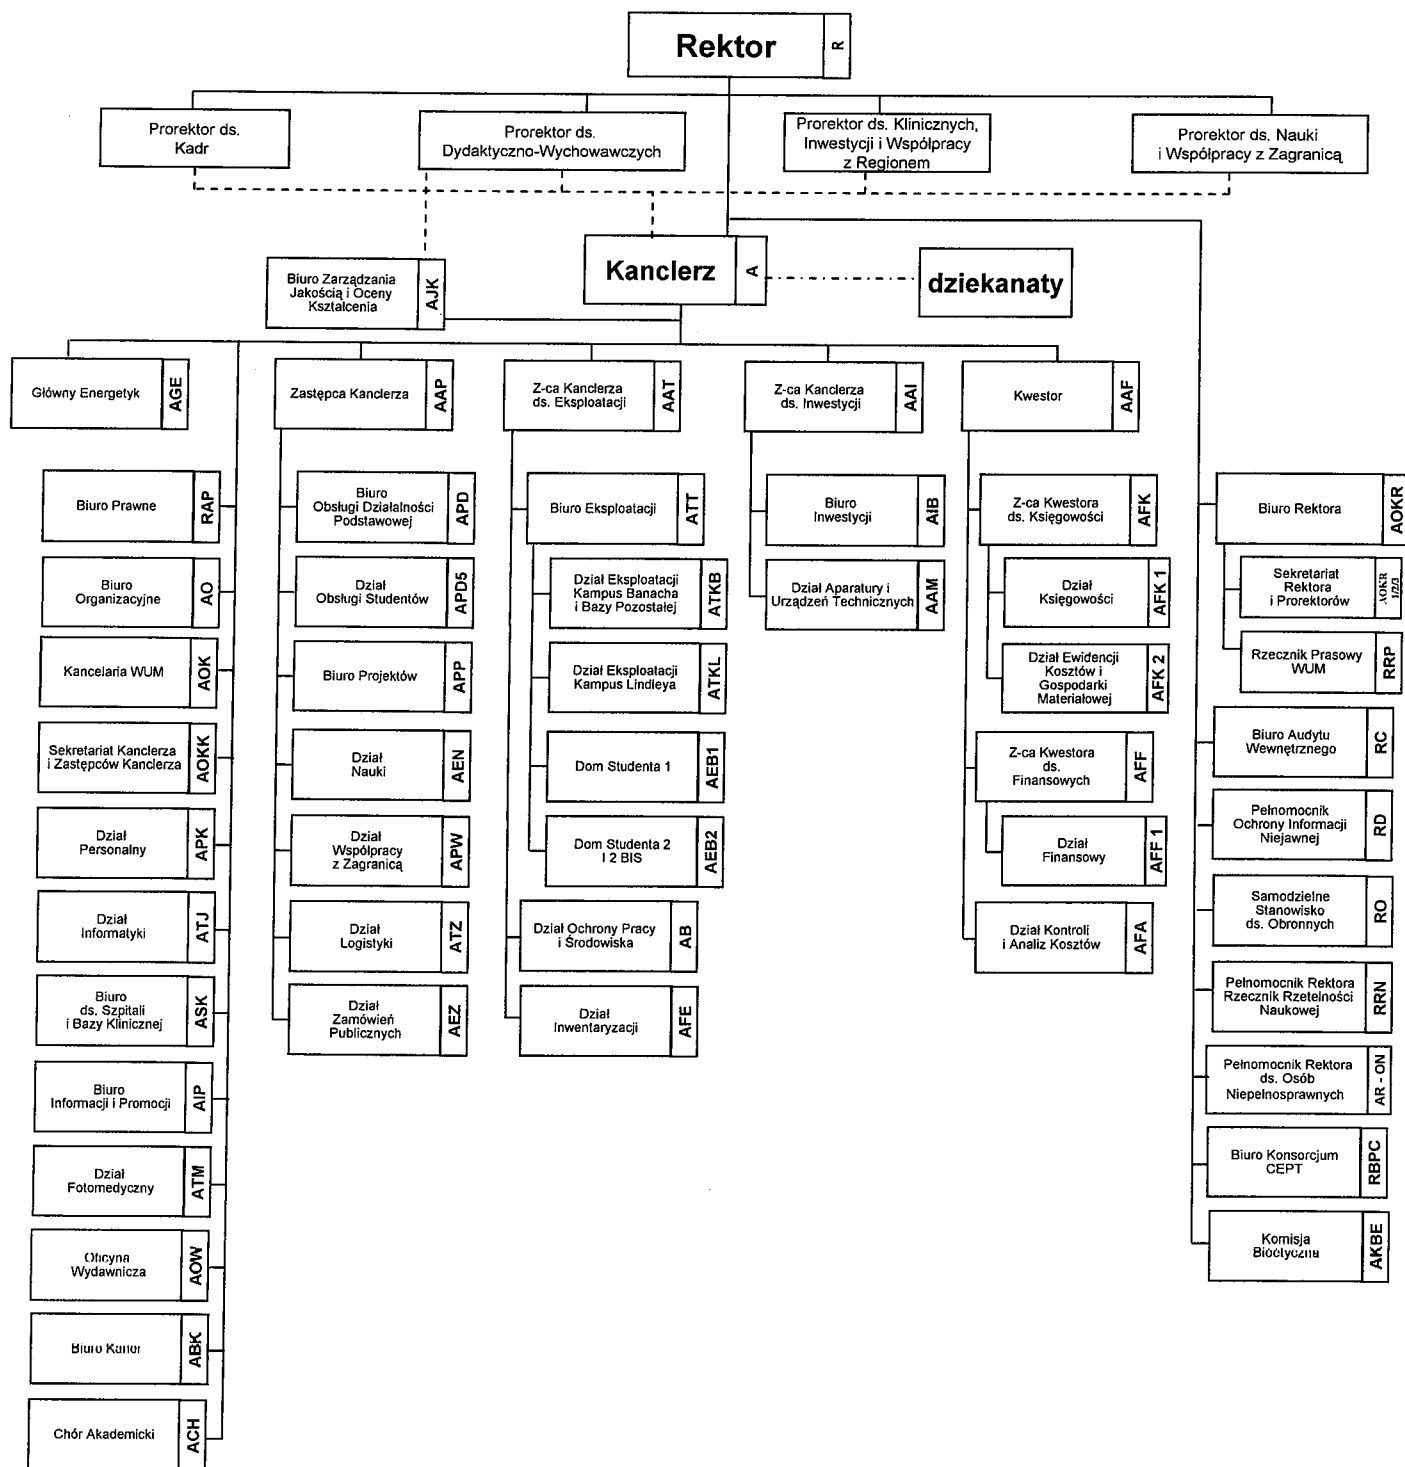 Rektor
R
Prorektor ds.
Kadr
Prorektor ds.
Dydaktyczno-Wychowawczych
Prorektor ds. Klinicznych,
Inwestycji i Współpracy
z Regionem
Prorektor ds. Nauki
i Współpracy z Zagranicą
Kanclerz
A
dziekanaty
Biuro Zarządzania
Jakością i Oceny
Kształcenia
AJK
Główny Energetyk
AGE
Zastępca Kanclerza
AAP
Z-ca Kanclerza
ds. Eksploatacji
AAT
Z-ca Kanclerza
ds. Inwestycji
AAI
Kwestor
AAF
Biuro Prawne
RAP
Biuro
Organizacyjne
AO
Kancelaria WUM
AOK
Sekretariat Kanclerza
i Zastępców Kanclerza
AOKK
Dział
Personalny
APK
Dział
Informatyki
ATJ
Biuro
ds. Szpitali
i Bazy Klinicznej
ASK
Biuro
Informacji i Promocji
AIP
Dział
Fotomedyczny
ATM
Oficyna
Wydawnicza
AOW
Biuro Karier
ABK
Chór Akademicki
ACH
Biuro
Obsługi Działalności
Podstawowej
APD
Dział
Obsługi Studentów
APD5
Biuro Projektów
APP
Dział
Nauki
AEN
Dział
Współpracy
z Zagranicą
APW
Dział
Logistyki
ATZ
Dział
Zamówień
Publicznych
AEZ
Biuro Eksploatacji
ATT
Dział Eksploatacji
Kampus Banacha
i Bazy Pozostałej
ATKB
Dział Eksploatacji
Kampus Lindleya
ATKL
Dom Studenta 1
AEB1
Dom Studenta 2
I 2 BIS
AEB2
Dział Ochrony Pracy
i Środowiska
AB
Dział
Inwentaryzacji
AFE
Biuro
Inwestycji
AIB
Dział Aparatury i
Urządzeń Technicznych
AAM
Z-ca Kwestora
ds. Księgowości
AFK
Dział
Księgowości
AFK 1
Dział Ewidencji
Kosztów i
Gospodarki
Materiałowej
AFK 2
Z-ca Kwestora
ds.
Finansowych
AFF
Dział
Finansowy
AFF 1
Dział Kontroli
i Analiz Kosztów
AFA
Biuro Rektora
AOKR
Sekretariat
Rektora
i Prorektorów
AOKR
1/2/3
Rzecznik Prasowy
WUM
RRP
Biuro Audytu
Wewnętrznego
RC
Pełnomocnik
Ochrony Informacji
Niejawnej
RD
Samodzielne
Stanowisko
ds. Obronnych
RO
Pełnomocnik Rektora
Rzecznik Rzetelności
Naukowej
RRN
Pełnomocnik Rektora
ds. Osób
Niepełnosprawnych
AR - ON
Biuro Konsorcjum
CEPT
RBPC
Komisja
Bioetyczna
AKBE